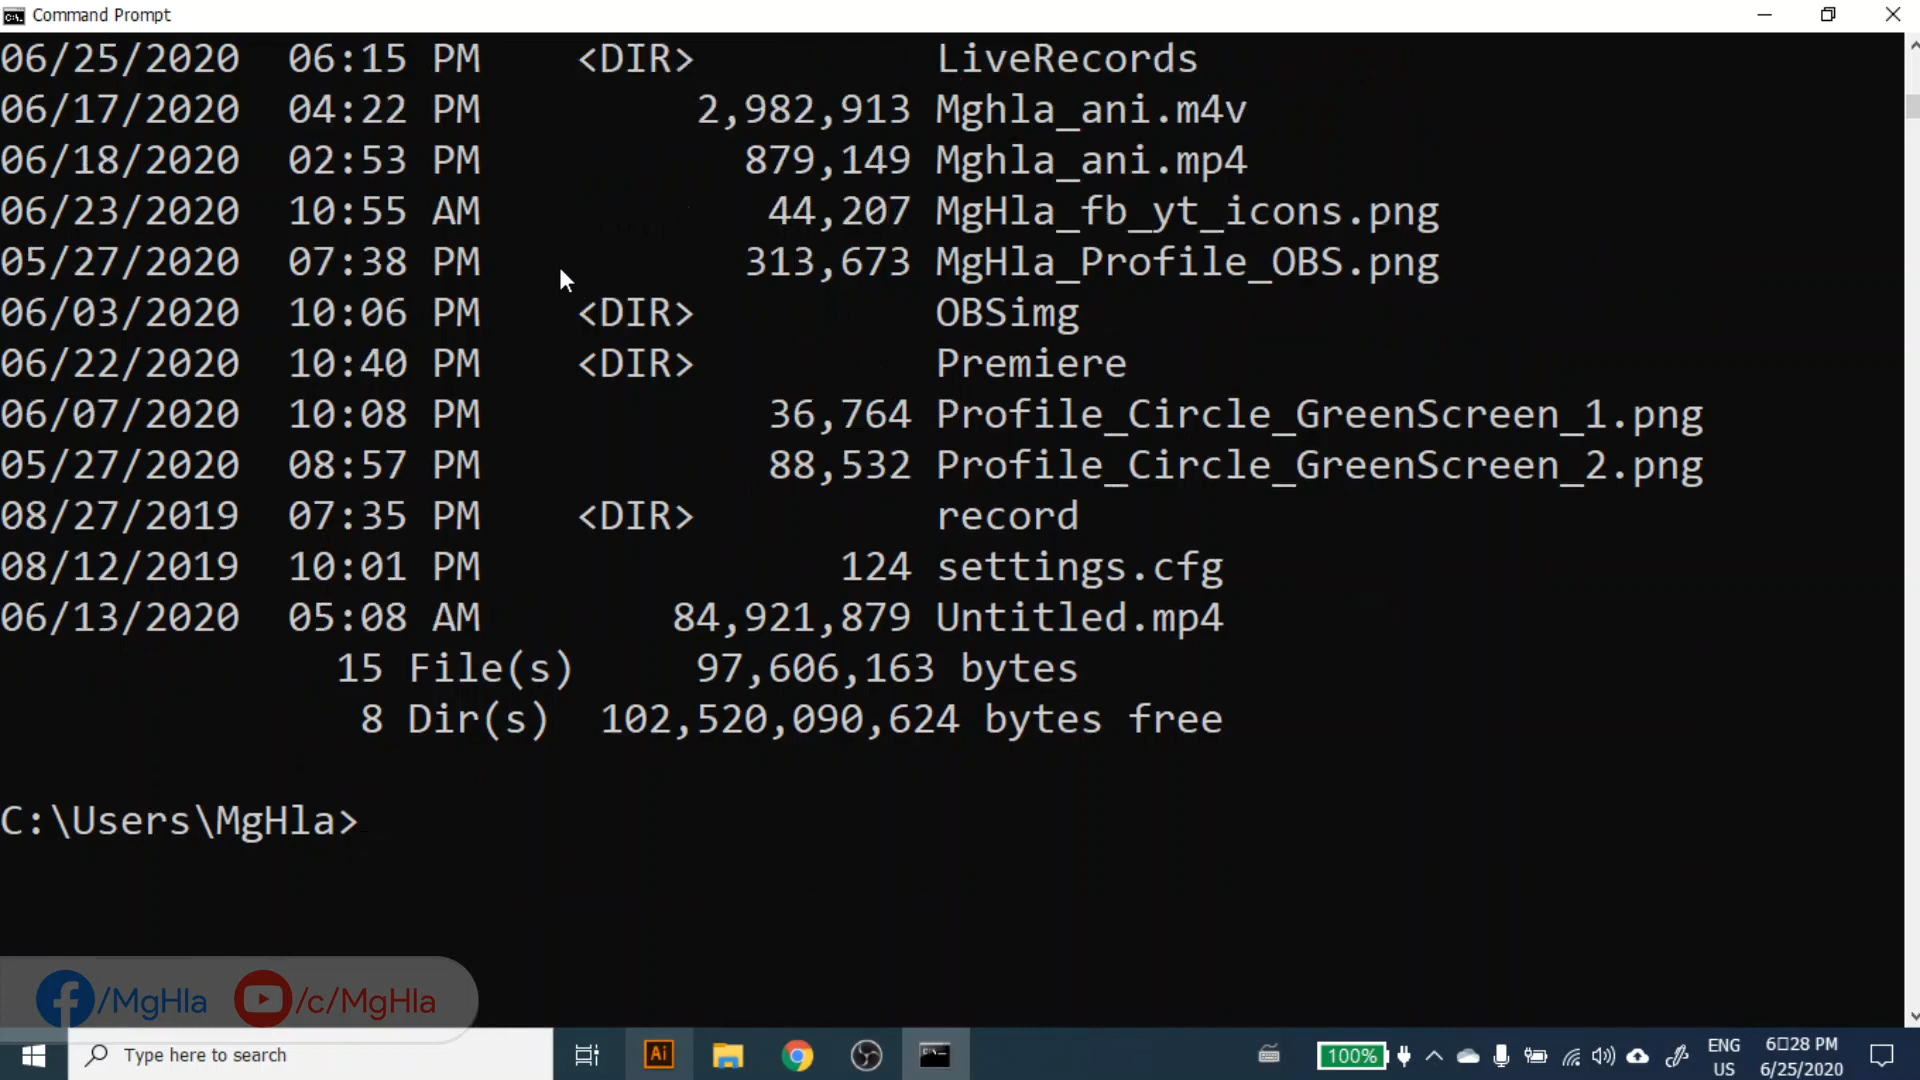 Command Prompt
06/25/2020  06:15 PM    <DIR>          LiveRecords
06/17/2020  04:22 PM         2,982,913 Mghla_ani.m4v
06/18/2020  02:53 PM           879,149 Mghla_ani.mp4
06/23/2020  10:55 AM            44,207 MgHla_fb_yt_icons.png
05/27/2020  07:38 PM           313,673 MgHla_Profile_OBS.png
06/03/2020  10:06 PM    <DIR>          OBSimg
06/22/2020  10:40 PM    <DIR>          Premiere
06/07/2020  10:08 PM            36,764 Profile_Circle_GreenScreen_1.png
05/27/2020  08:57 PM            88,532 Profile_Circle_GreenScreen_2.png
08/27/2019  07:35 PM    <DIR>          record
08/12/2019  10:01 PM               124 settings.cfg
06/13/2020  05:08 AM        84,921,879 Untitled.mp4
              15 File(s)     97,606,163 bytes
               8 Dir(s)  102,520,090,624 bytes free
C:\Users\MgHla>
/MgHla /c/MgHla
Type here to search
Ai
100%
ENG
US
6□28 PM
6/25/2020